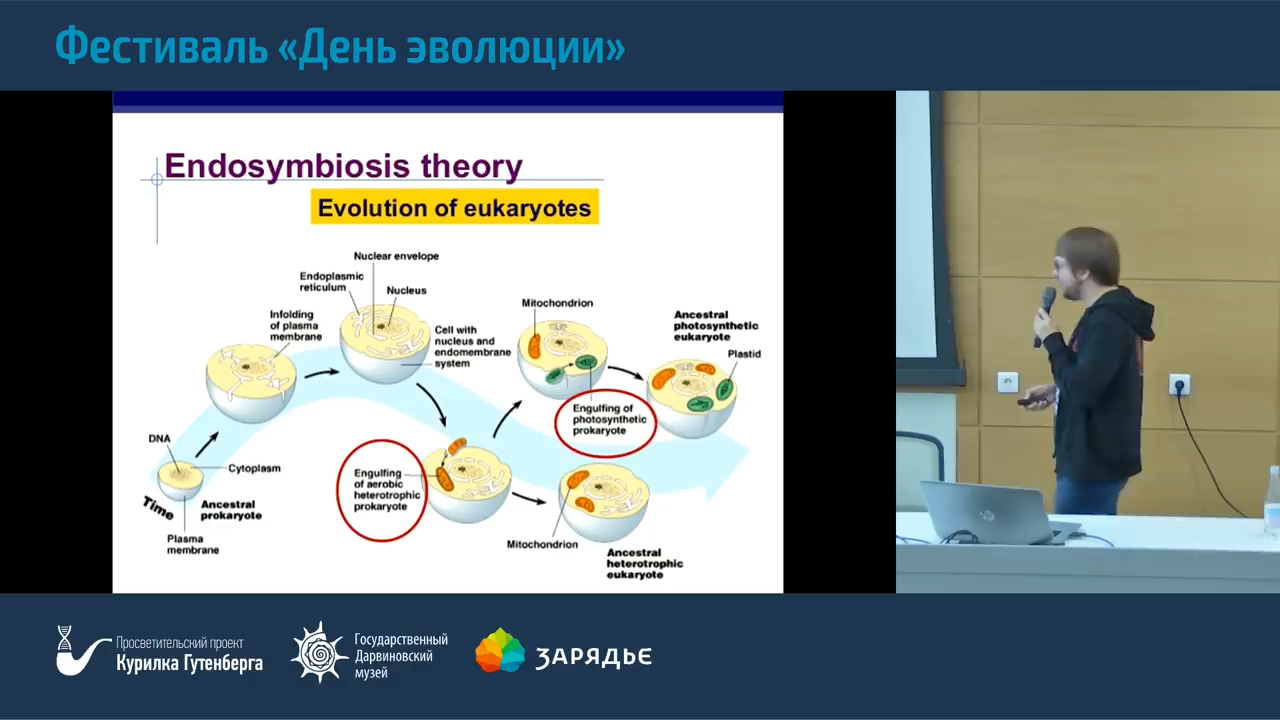 Фестиваль «День эволюции»
Endosymbiosis theory
Evolution of eukaryotes
Nuclear envelope
Endoplasmic
reticulum
Nucleus
Infolding
of plasma
membrane
Cell with
nucleus and
endomembrane
system
Mitochondrion
Ancestral
photosynthetic
eukaryote
Plastid
Engulfing of
photosynthetic
prokaryote
DNA
Cytoplasm
Time
Ancestral
prokaryote
Plasma
membrane
Engulfing
of aerobic
heterotrophic
prokaryote
Mitochondrion
Ancestral
heterotrophic
eukaryote
hp
Просветительский проект
Курилка Гутенберга
Государственный
Дарвиновский
музей
ЗАРЯДЬЕ